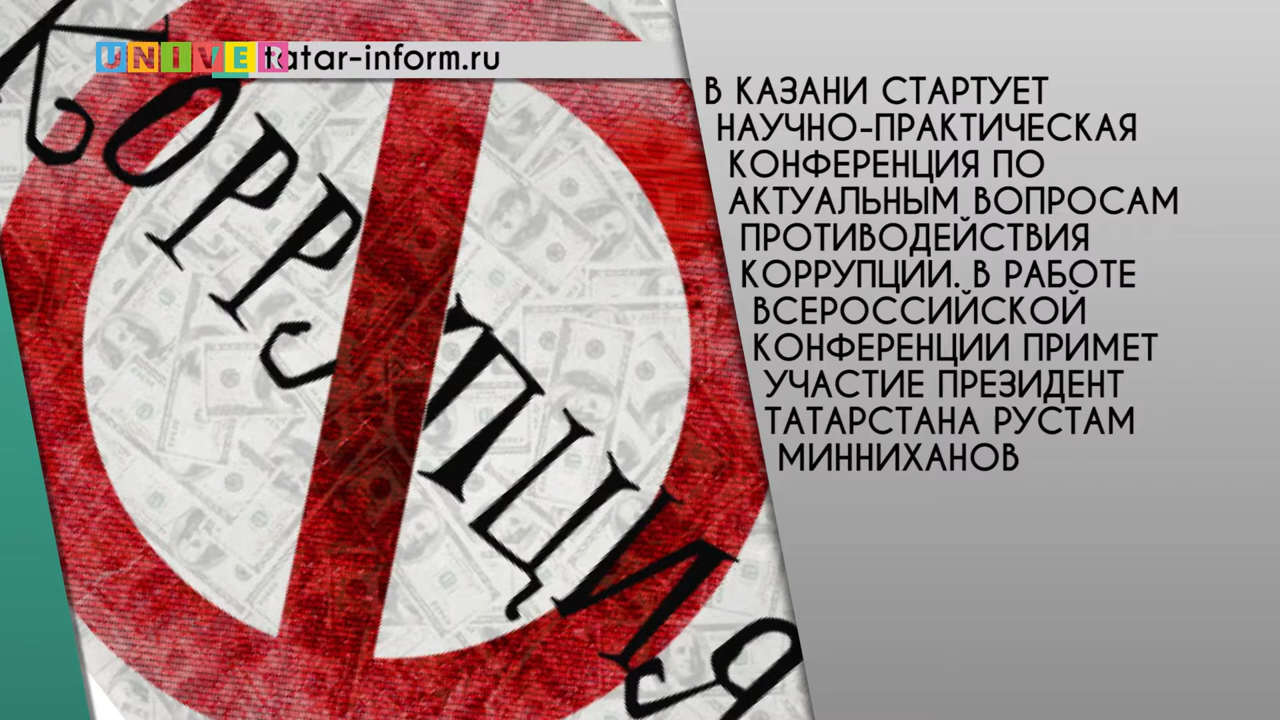 UNIVER
tatar-inform.ru
КОРРУПЦИЯ
В КАЗАНИ СТАРТУЕТ
НАУЧНО-ПРАКТИЧЕСКАЯ
КОНФЕРЕНЦИЯ ПО
АКТУАЛЬНЫМ ВОПРОСАМ
ПРОТИВОДЕЙСТВИЯ
КОРРУПЦИИ. В РАБОТЕ
ВСЕРОССИЙСКОЙ
КОНФЕРЕНЦИИ ПРИМЕТ
УЧАСТИЕ ПРЕЗИДЕНТ
ТАТАРСТАНА РУСТАМ
МИННИХАНОВ